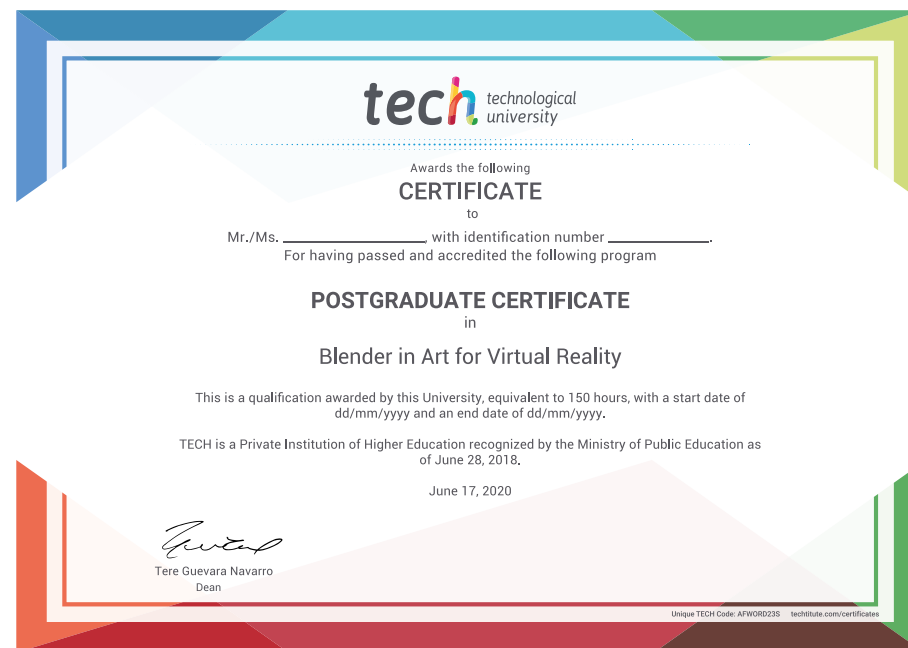 tech technological
university
Awards the following
CERTIFICATE
to
Mr./Ms. ____________________, with identification number ______________.
For having passed and accredited the following program
POSTGRADUATE CERTIFICATE
in
Blender in Art for Virtual Reality
This is a qualification awarded by this University, equivalent to 150 hours, with a start date of
dd/mm/yyyy and an end date of dd/mm/yyyy.
TECH is a Private Institution of Higher Education recognized by the Ministry of Public Education as
of June 28, 2018.
June 17, 2020
Tere Guevara Navarro
Dean
Unique TECH Code: AFWORD23S techtitute.com/certificates